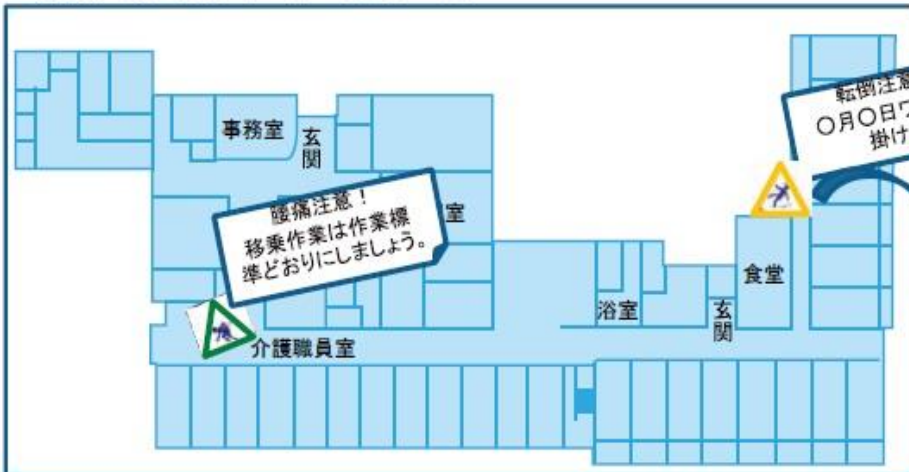 転倒注意
〇月〇日ワ
掛け
事務室
玄
関
腰痛注意！
移乗作業は作業標
準どおりにしましょう。
室
食堂
浴室
玄
関
介護職員室